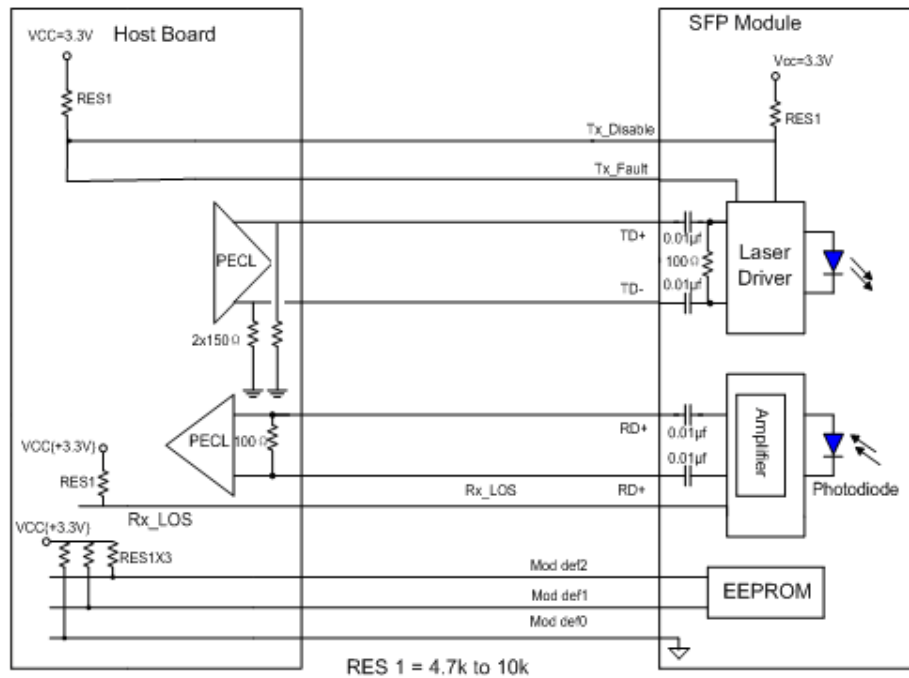 Host Board
SFP Module
VCC=3.3V
Vcc=3.3V
RES1
RES1
Tx_Disable
Tx_Fault
PECL
TD+
0.01μf
100Ω
TD-
0.01μf
Laser
Driver
2x150Ω
PECL
100Ω
RD+
0.01μf
0.01μf
RD+
Amplifier
Photodiode
VCC(+3.3V)
RES1
Rx_LOS
Rx_LOS
VCC(+3.3V)
RES1X3
Mod def2
Mod def1
Mod def0
EEPROM
RES 1 = 4.7k to 10k